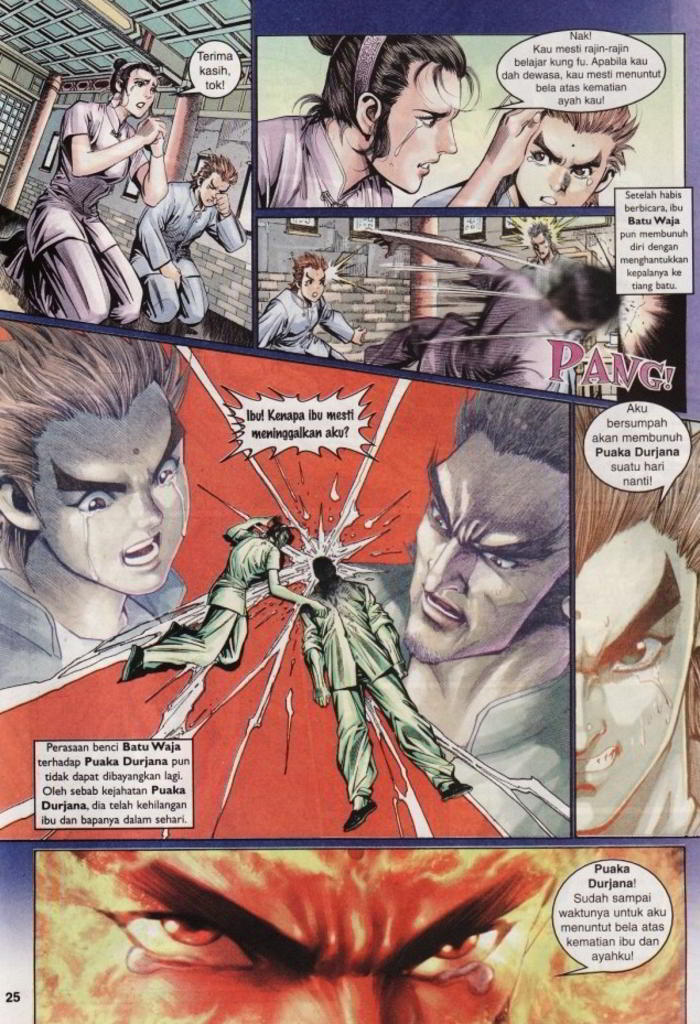 Terima
kasih,
tok!
Nak!
Kau mesti rajin-rajin
belajar kung fu. Apabila kau
dah dewasa, kau mesti menuntut
bela atas kematian
ayah kau!
Setelah habis
berbicara, ibu
Batu Waja
pun membunuh
diri dengan
menghantukkan
kepalanya ke
tiang batu.
PANG!
Ibu! Kenapa ibu mesti
meninggalkan aku?
Aku
bersumpah
akan membunuh
Puaka Durjana
suatu hari
nanti!
Perasaan benci Batu Waja
terhadap Puaka Durjana pun
tidak dapat dibayangkan lagi.
Oleh sebab kejahatan Puaka
Durjana, dia telah kehilangan
ibu dan bapanya dalam sehari.
Puaka
Durjana!
Sudah sampai
waktunya untuk aku
menuntut bela atas
kematian ibu dan
ayahku!
25